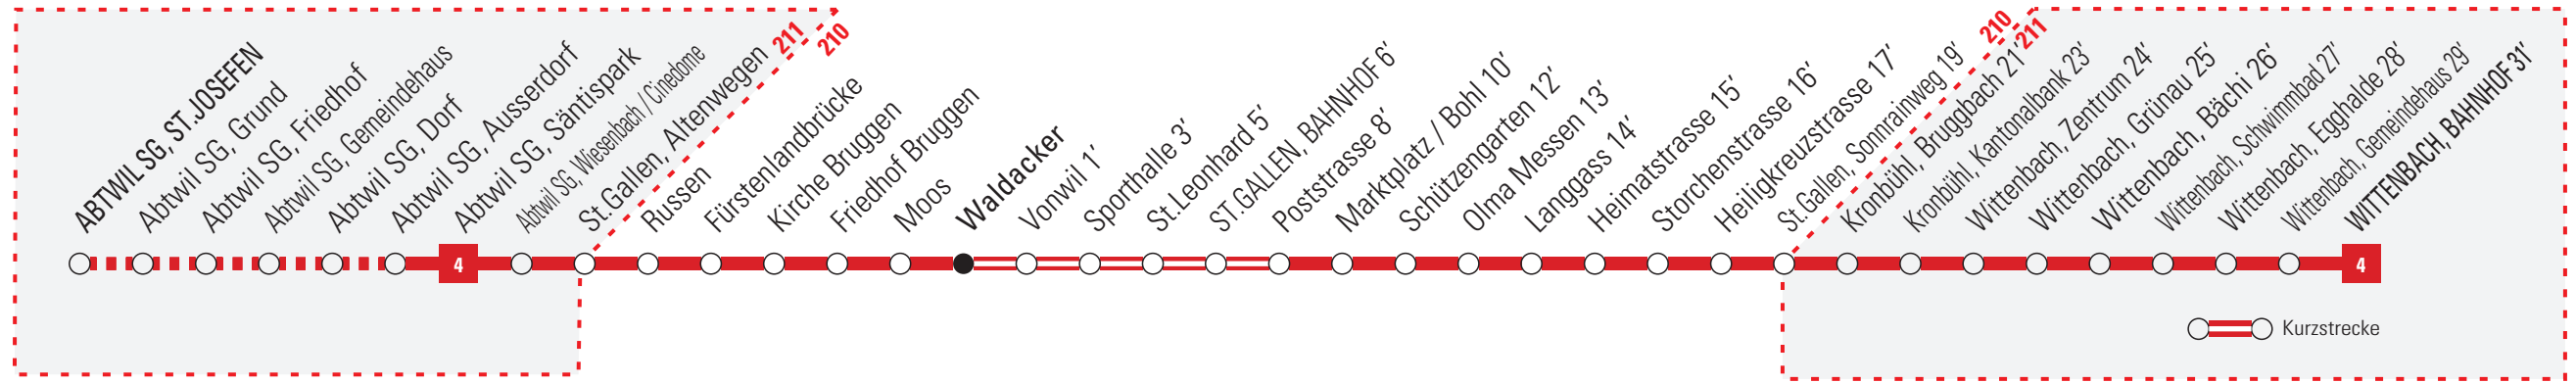 ABTWIL SG, ST.JOSEFEN
Abtwil SG, Grund
Abtwil SG, Friedhof
Abtwil SG, Gemeindehaus
Abtwil SG, Dorf
Abtwil SG, Ausserdorf
Abtwil SG, Säntispark
Abtwil SG, Wiesenbach / Cinedome
St.Gallen, Altenwegen
211
210
Russen
Fürstenlandbrücke
Kirche Bruggen
Friedhof Bruggen
Moos
Waldacker
Vonwil 1’
Sporthalle 3’
St.Leonhard 5’
ST.GALLEN, BAHNHOF 6’
Poststrasse 8’
Marktplatz / Bohl 10’
Schützengarten 12’
Olma Messen 13’
Langgass 14’
Heimatstrasse 15’
Storchenstrasse 16’
Heiligkreuzstrasse 17’
St.Gallen, Sonnrainweg 19’
210
211
Kronbühl, Bruggbach 21’
Kronbühl, Kantonalbank 23’
Wittenbach, Zentrum 24’
Wittenbach, Grünau 25’
Wittenbach, Bächi 26’
Wittenbach, Schwimmbad 27’
Wittenbach, Egghalde 28’
Wittenbach, Gemeindehaus 29’
WITTENBACH, BAHNHOF 31’
4
4
Kurzstrecke